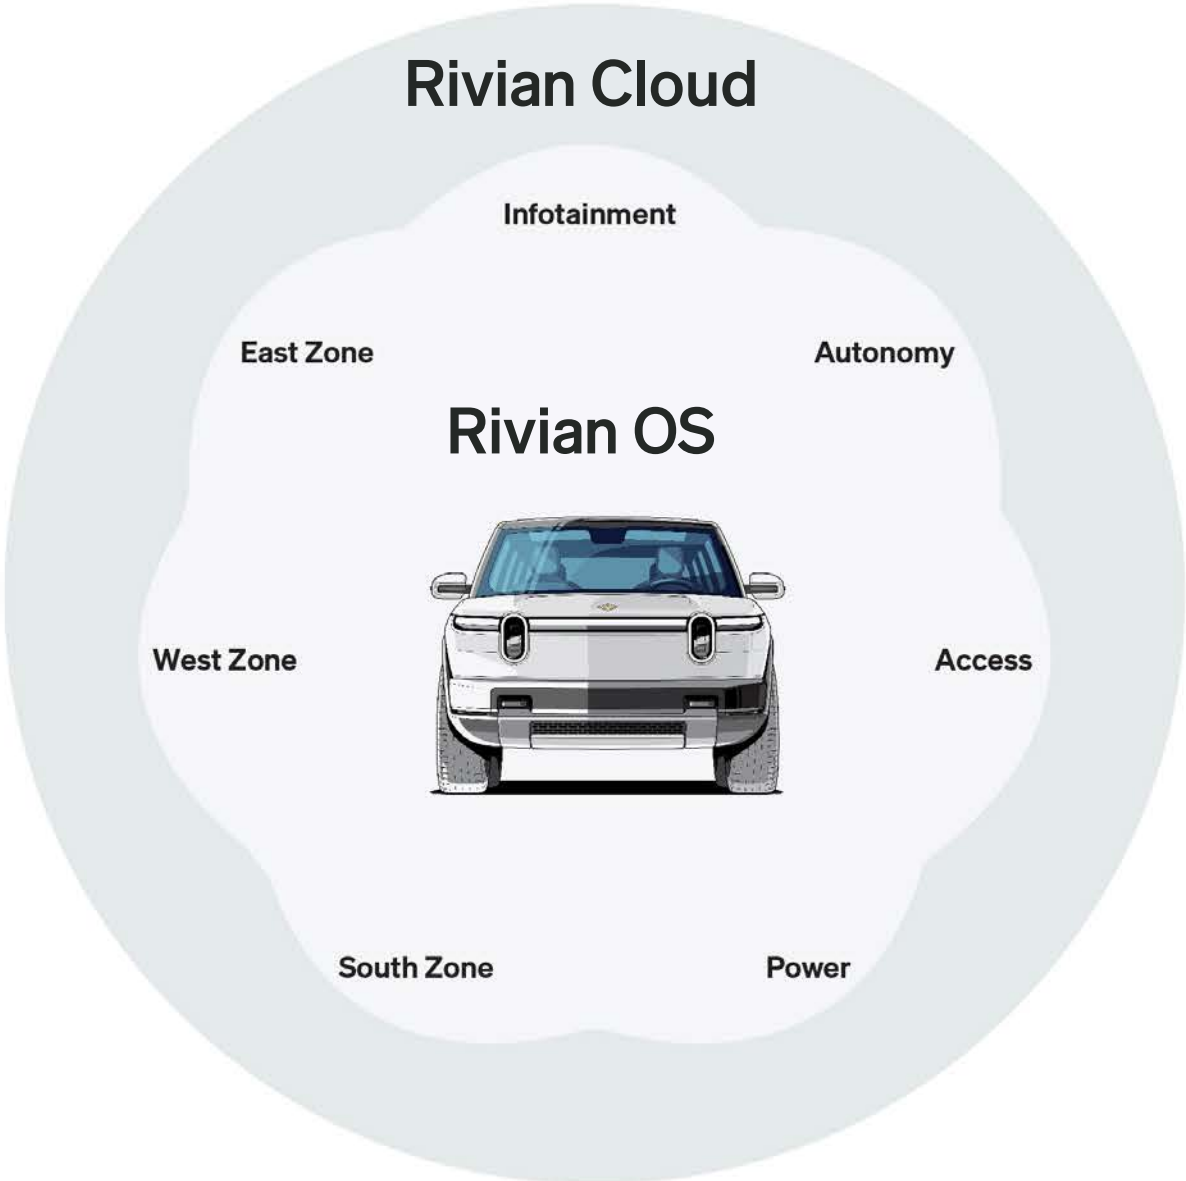 Rivian Cloud
Infotainment
East Zone
Autonomy
Rivian OS
West Zone
Access
South Zone
Power